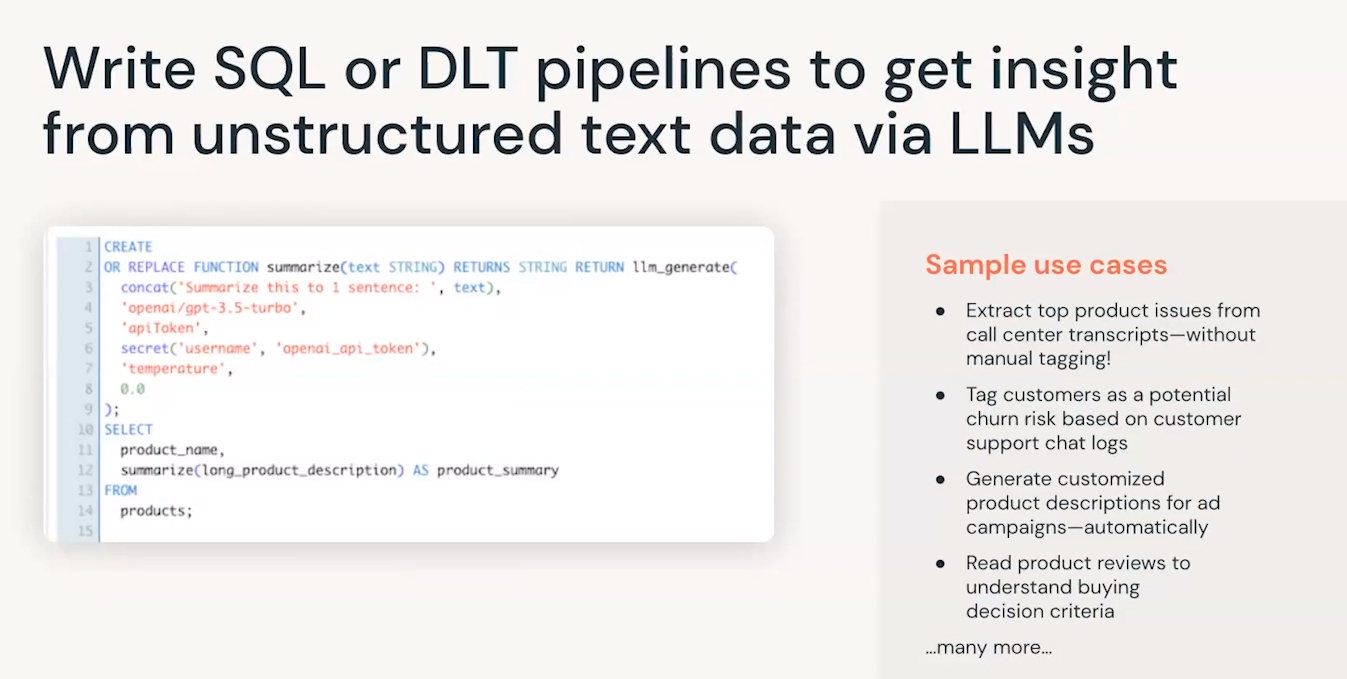 Write SQL or DLT pipelines to get insight
from unstructured text data via LLMs
1 CREATE
2 OR REPLACE FUNCTION summarize(text STRING) RETURNS STRING RETURN llm_generate(
3 concat('Summarize this to 1 sentence: ', text),
4 'openai/gpt-3.5-turbo',
5 'apiToken',
6 secret('username', 'openai_api_token'),
7 'temperature',
8 0.0
9 );
10 SELECT
11 product_name,
12 summarize(long_product_description) AS product_summary
13 FROM
14 products;
15
Sample use cases
● Extract top product issues from
call center transcripts—without
manual tagging!
● Tag customers as a potential
churn risk based on customer
support chat logs
● Generate customized
product descriptions for ad
campaigns—automatically
● Read product reviews to
understand buying
decision criteria
...many more...